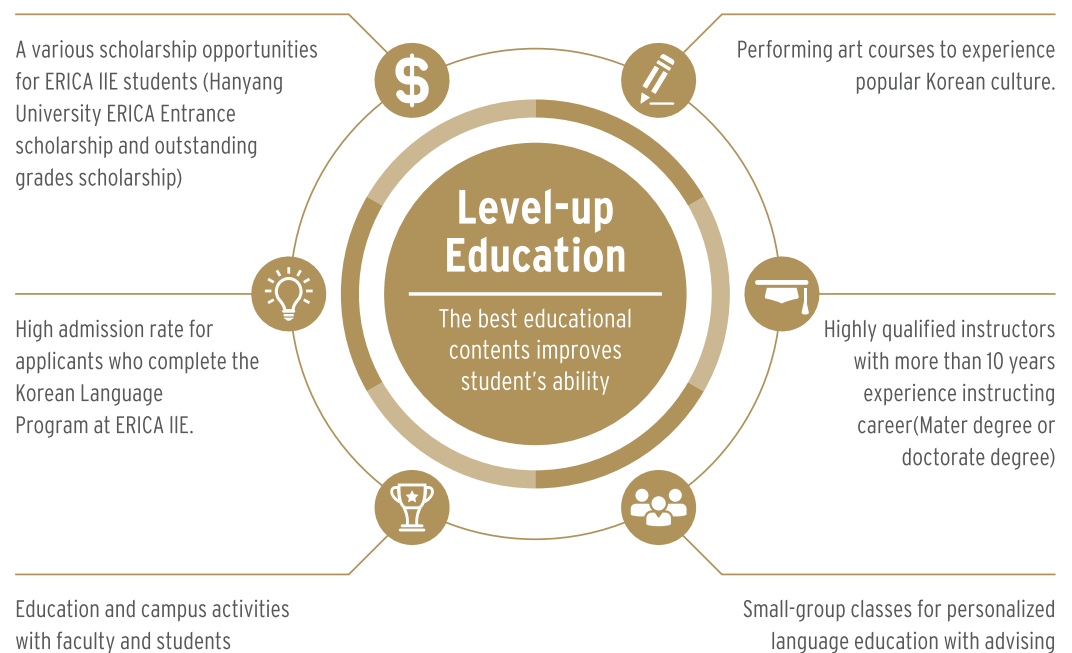 A various scholarship opportunities
for ERICA IIE students (Hanyang
University ERICA Entrance
scholarship and outstanding
grades scholarship)
Performing art courses to experience
popular Korean culture.
Level-up
Education
The best educational
contents improves
student's ability
High admission rate for
applicants who complete the
Korean Language
Program at ERICA IIE.
Highly qualified instructors
with more than 10 years
experience instructing
career(Mater degree or
doctorate degree)
Education and campus activities
with faculty and students
Small-group classes for personalized
language education with advising